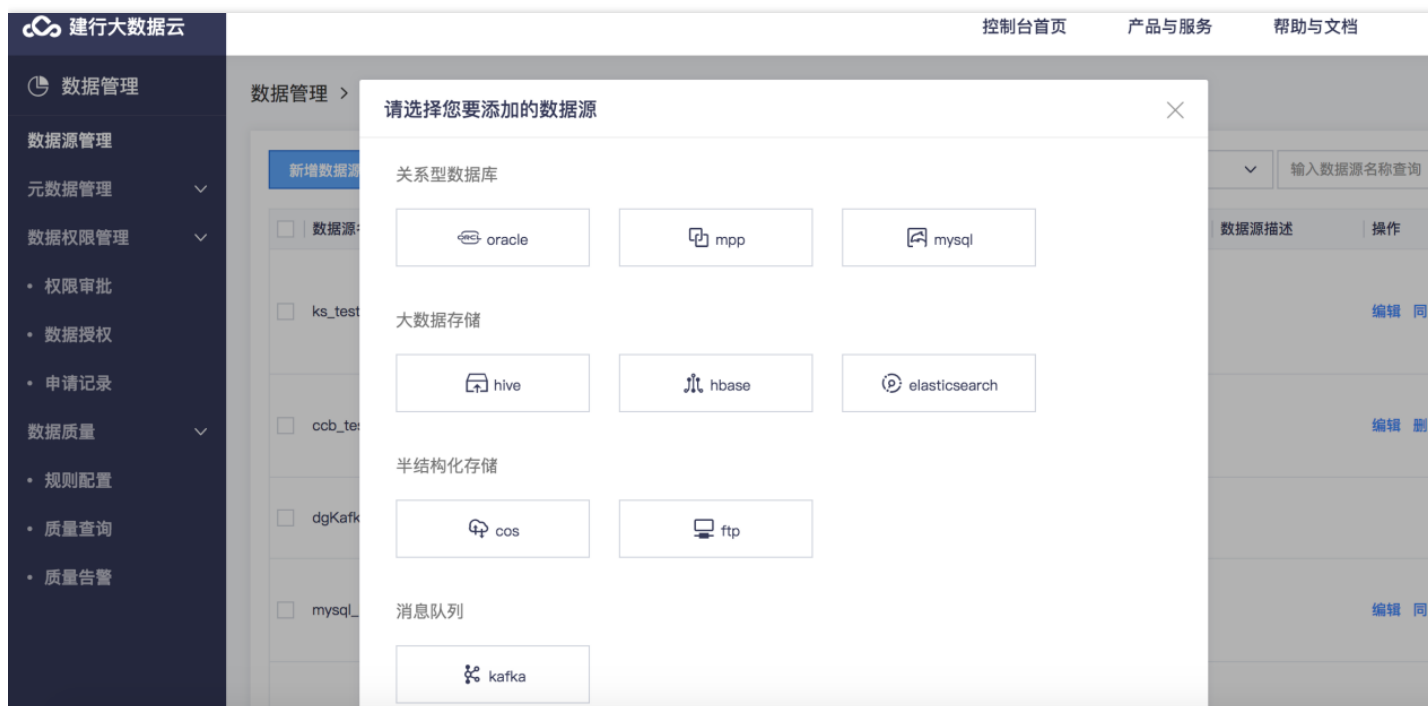 建行大数据云
控制台首页 产品与服务 帮助与文档
数据管理
数据源管理
元数据管理
数据权限管理
• 权限审批
• 数据授权
• 申请记录
数据质量
• 规则配置
• 质量查询
• 质量告警
数据管理 >
新增数据源
输入数据源名称查询
数据源
数据源描述 操作
ks_test
编辑 同
ccb_tes
编辑 删
dgKafk
mysql_
编辑 同
请选择您要添加的数据源
关系型数据库
oracle mpp mysql
大数据存储
hive hbase elasticsearch
半结构化存储
cos ftp
消息队列
kafka